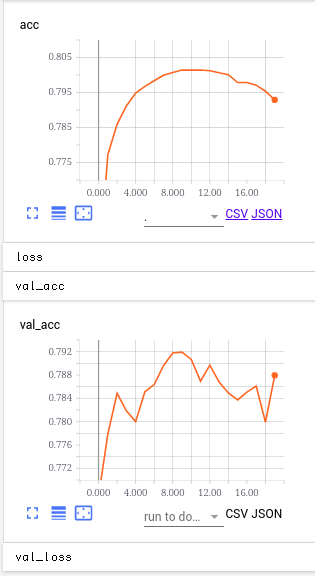 acc
0.805
0.795
0.785
0.775
0.000 4.000 8.000 12.00 16.00
. CSV JSON
loss
val_acc
val_acc
0.792
0.788
0.784
0.780
0.776
0.772
0.000 4.000 8.000 12.00 16.00
run to do... CSV JSON
val_loss